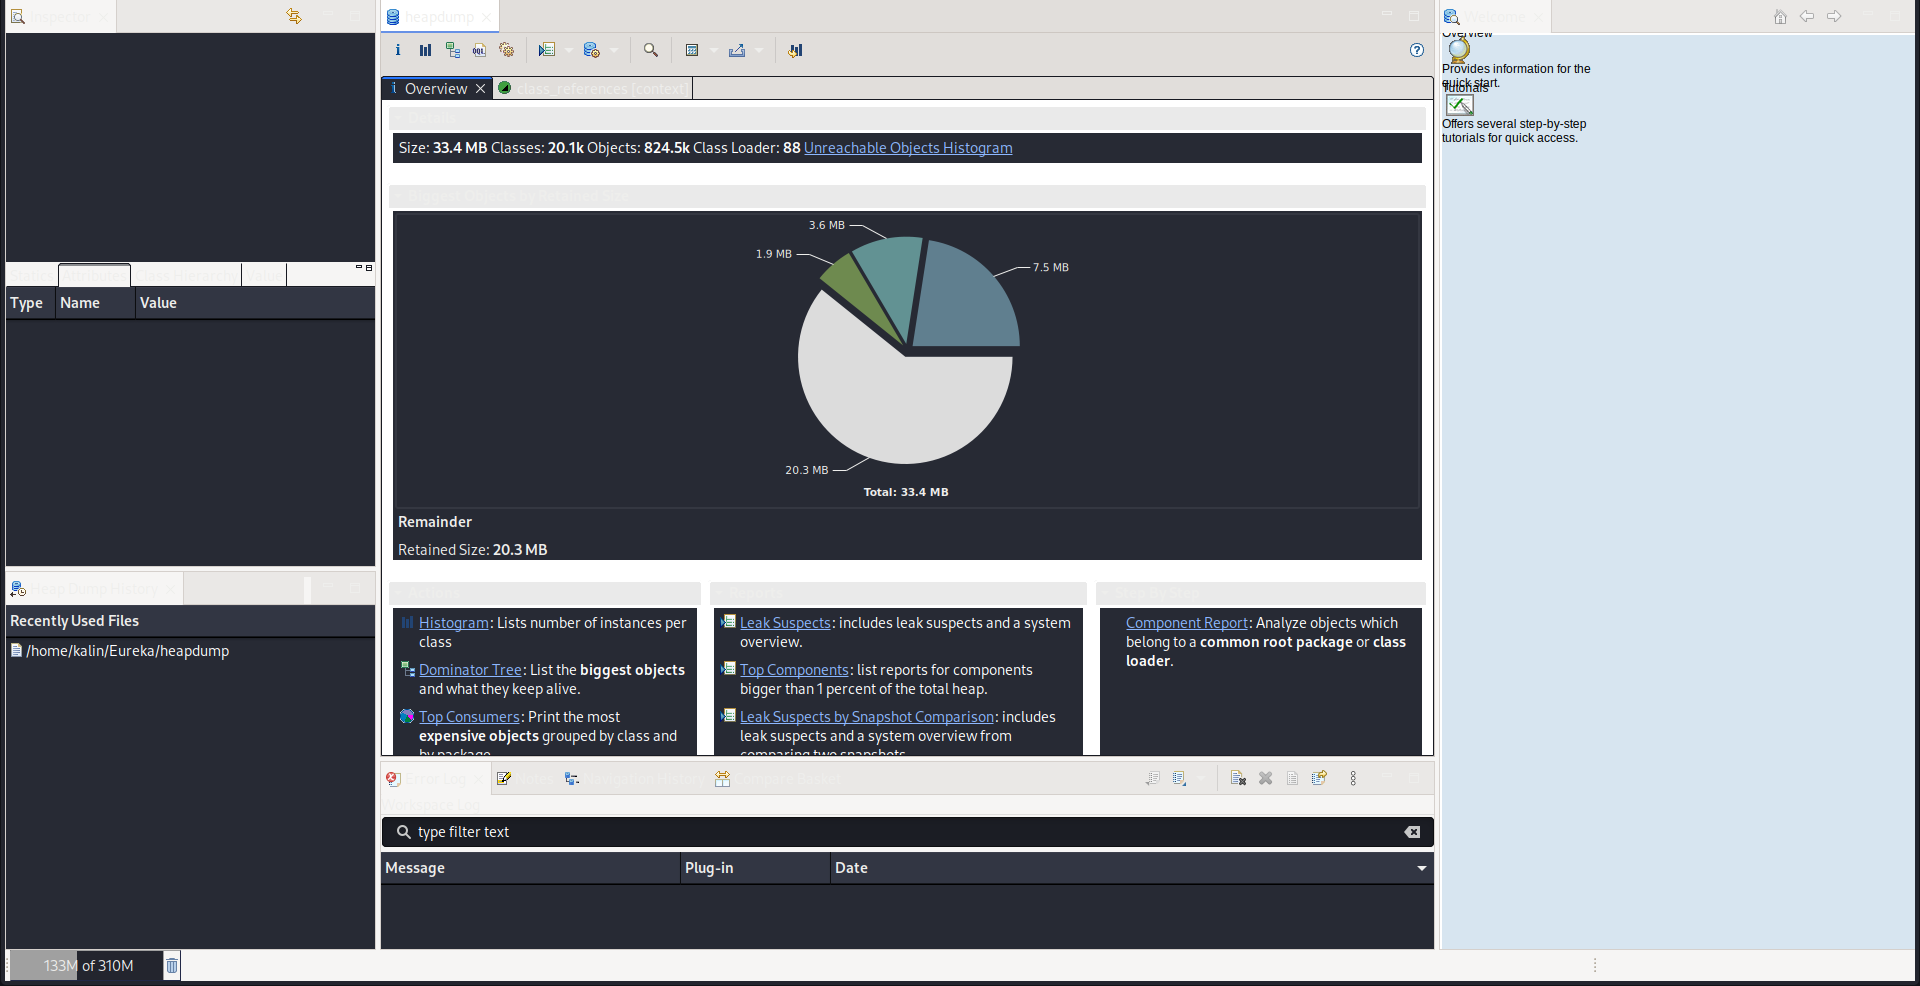 Inspector
heapdump
Welcome
Overview
class_references [context]
Details
Size: 33.4 MB Classes: 20.1k Objects: 824.5k Class Loader: 88 Unreachable Objects Histogram
Biggest Objects by Retained Size
3.6 MB
1.9 MB
7.5 MB
20.3 MB
Total: 33.4 MB
Remainder
Retained Size: 20.3 MB
Statics Attributes Class Hierarchy Value
Type Name Value
Heap Dump History
Recently Used Files
/home/kalin/Eureka/heapdump
Actions
Histogram: Lists number of instances per
class
Dominator Tree: List the biggest objects
and what they keep alive.
Top Consumers: Print the most
expensive objects grouped by class and
by package.
Reports
Leak Suspects: includes leak suspects and a system
overview.
Top Components: list reports for components
bigger than 1 percent of the total heap.
Leak Suspects by Snapshot Comparison: includes
leak suspects and a system overview from
comparing two snapshots.
Step By Step
Component Report: Analyze objects which
belong to a common root package or class
loader.
Error Log Notes Navigation History Compare Basket
Workspace Log
type filter text
Message Plug-in Date
133M of 310M
Overview
Provides information for the
quick start.
Tutorials
Offers several step-by-step
tutorials for quick access.
OQL